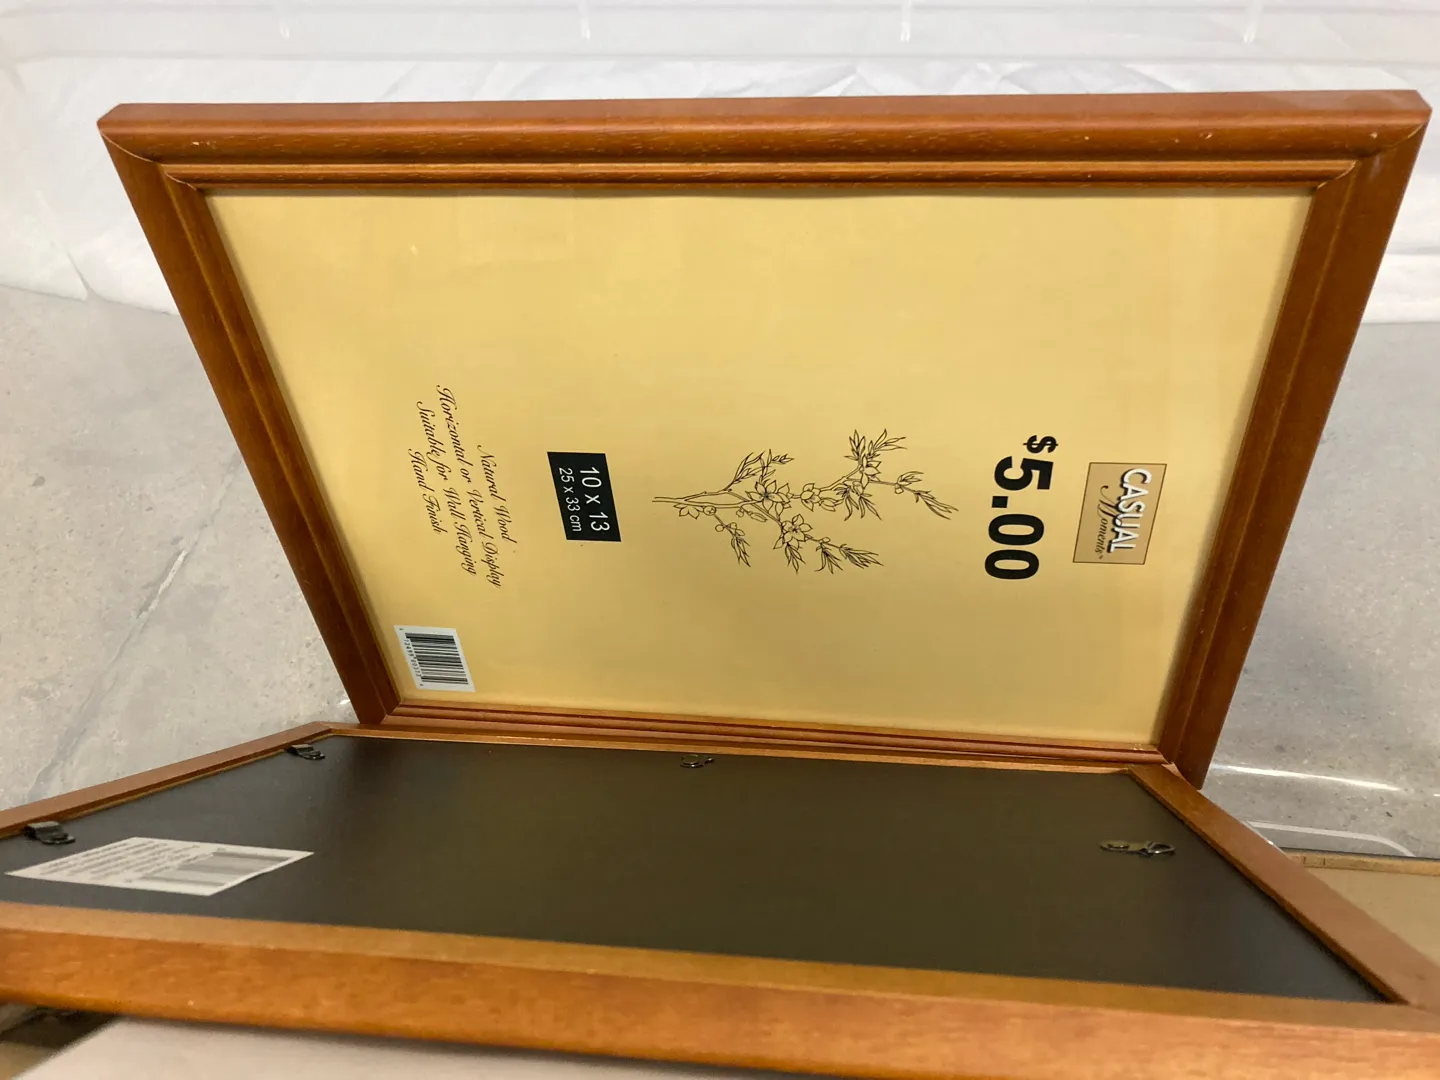 CASUAL
Moments
$5.00
10 x 13
25 x 33 cm
Natural Wood
Horizontal or Vertical Display
Suitable for Wall Hanging
Hand Finish